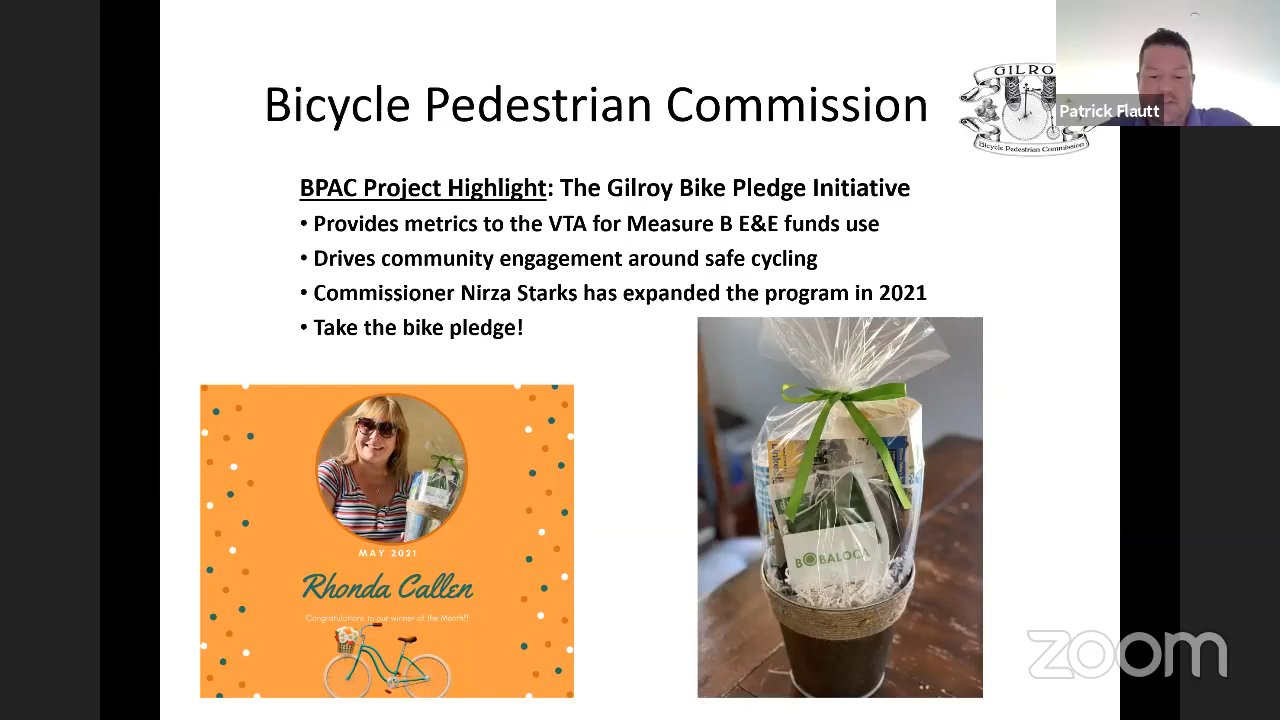 Bicycle Pedestrian Commission
GILRO
Bicycle Pedestrian Commission
Patrick Flautt
BPAC Project Highlight: The Gilroy Bike Pledge Initiative
• Provides metrics to the VTA for Measure B E&E funds use
• Drives community engagement around safe cycling
• Commissioner Nirza Starks has expanded the program in 2021
• Take the bike pledge!
MAY 2021
Rhonda Callen
Congratulations to our winner of the Month!!
BOBALOCA
zoom